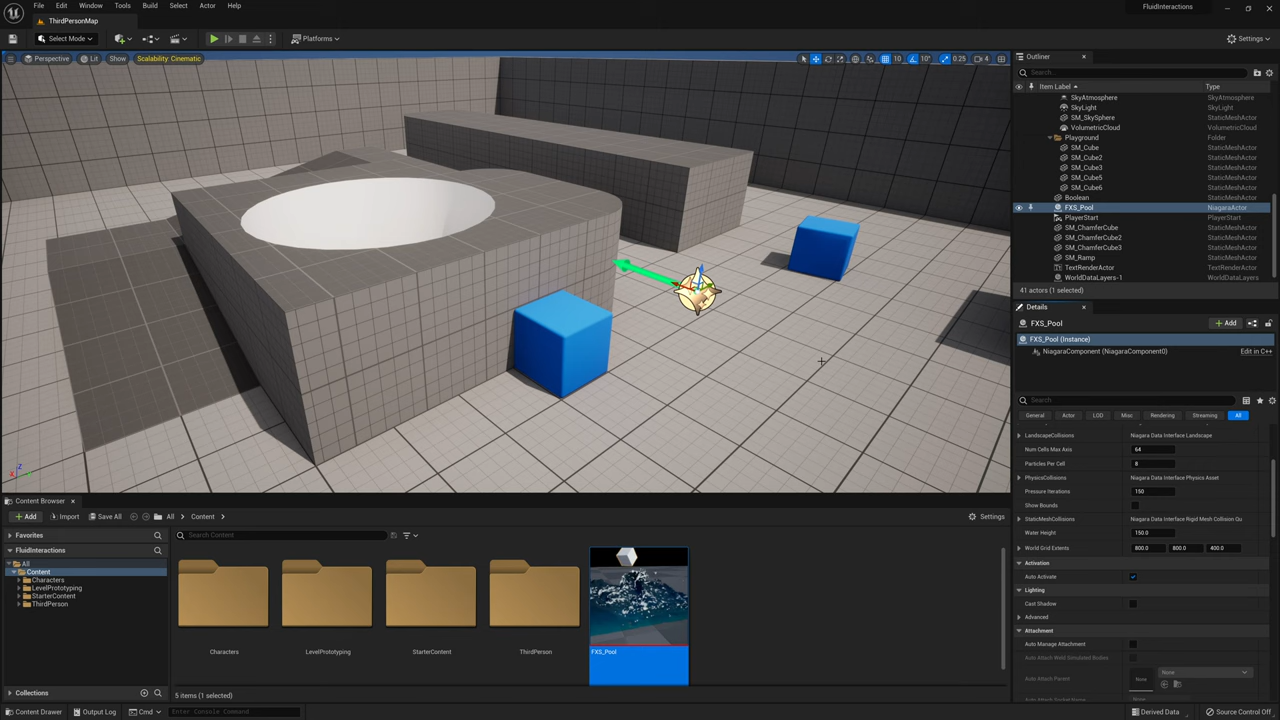 File Edit Window Tools Build Select Actor Help
FluidInteractions
ThirdPersonMap
Select Mode
Platforms
Settings
Perspective Lit Show Scalability: Cinematic
10 10° 0.25 4
Outliner
Search...
Item Label Type
SkyAtmosphere SkyAtmosphere
SkyLight SkyLight
SM_SkySphere StaticMeshActor
VolumetricCloud VolumetricCloud
Playground Folder
SM_Cube StaticMeshActor
SM_Cube2 StaticMeshActor
SM_Cube3 StaticMeshActor
SM_Cube5 StaticMeshActor
SM_Cube6 StaticMeshActor
Boolean StaticMeshActor
FXS_Pool NiagaraActor
PlayerStart PlayerStart
SM_ChamferCube StaticMeshActor
SM_ChamferCube2 StaticMeshActor
SM_ChamferCube3 StaticMeshActor
SM_Ramp StaticMeshActor
TextRenderActor TextRenderActor
WorldDataLayers-1 WorldDataLayers
41 actors (1 selected)
Details
FXS_Pool
Add
FXS_Pool (Instance)
NiagaraComponent (NiagaraComponent0) Edit in C++
Search
General Actor LOD Misc Rendering Streaming All
LandscapeCollisions Niagara Data Interface Landscape
Num Cells Max Axis 64
Particles Per Cell 8
PhysicsCollisions Niagara Data Interface Physics Asset
Pressure Iterations 150
Show Bounds
StaticMeshCollisions Niagara Data Interface Rigid Mesh Collision Qu
Water Height 150.0
World Grid Extents 800.0 800.0 400.0
Activation
Auto Activate
Lighting
Cast Shadow
Advanced
Attachment
Auto Manage Attachment
Auto Attach Weld Simulated Bodies
Auto Attach Parent None None
Z
X
Content Browser
Add Import Save All All Content Settings
Favorites
Search Content
FluidInteractions
All
Content
Characters
LevelPrototyping
StarterContent
ThirdPerson
Characters LevelPrototyping StarterContent ThirdPerson FXS_Pool
Collections
5 items (1 selected)
Content Drawer Output Log Cmd Enter Console Command Derived Data Source Control Off